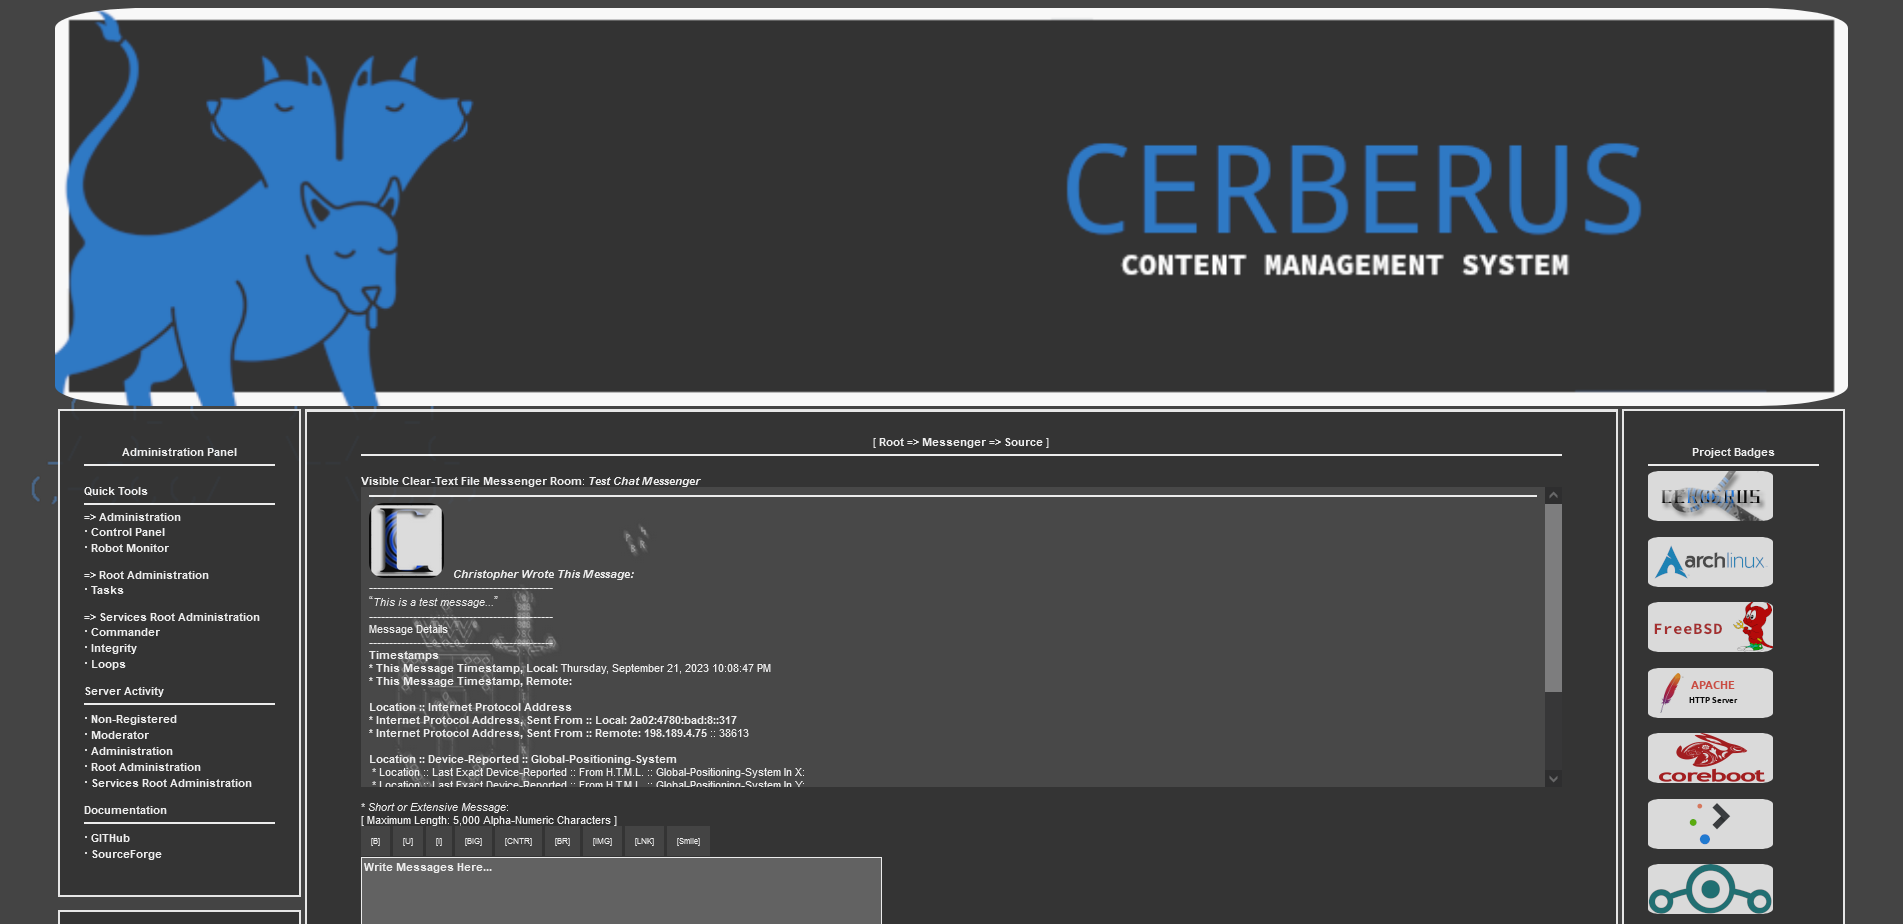 CERBERUS
CONTENT MANAGEMENT SYSTEM
Administration Panel
Quick Tools
=> Administration
· Control Panel
· Robot Monitor
=> Root Administration
· Tasks
=> Services Root Administration
· Commander
· Integrity
· Loops
Server Activity
· Non-Registered
· Moderator
· Administration
· Root Administration
· Services Root Administration
Documentation
· GITHub
· SourceForge
[ Root => Messenger => Source ]
Visible Clear-Text File Messenger Room: Test Chat Messenger
Christopher Wrote This Message:
----------------------------------------------
“This is a test message...”
----------------------------------------------
Message Details
----------------------------------------------
Timestamps
* This Message Timestamp, Local: Thursday, September 21, 2023 10:08:47 PM
* This Message Timestamp, Remote:
Location :: Internet Protocol Address
* Internet Protocol Address, Sent From :: Local: 2a02:4780:bad:8::317
* Internet Protocol Address, Sent From :: Remote: 198.189.4.75 :: 38613
Location :: Device-Reported :: Global-Positioning-System
* Location :: Last Exact Device-Reported :: From H.T.M.L. :: Global-Positioning-System In X:
* Location :: Last Exact Device-Reported :: From H.T.M.L. :: Global-Positioning-System In Y:
* Short or Extensive Message:
[ Maximum Length: 5,000 Alpha-Numeric Characters ]
[B] [U] [I] [BIG] [CNTR] [BR] [IMG] [LNK] [Smile]
Write Messages Here...
Project Badges
CERBERUS
archlinux
FreeBSD
APACHE
HTTP Server
coreboot